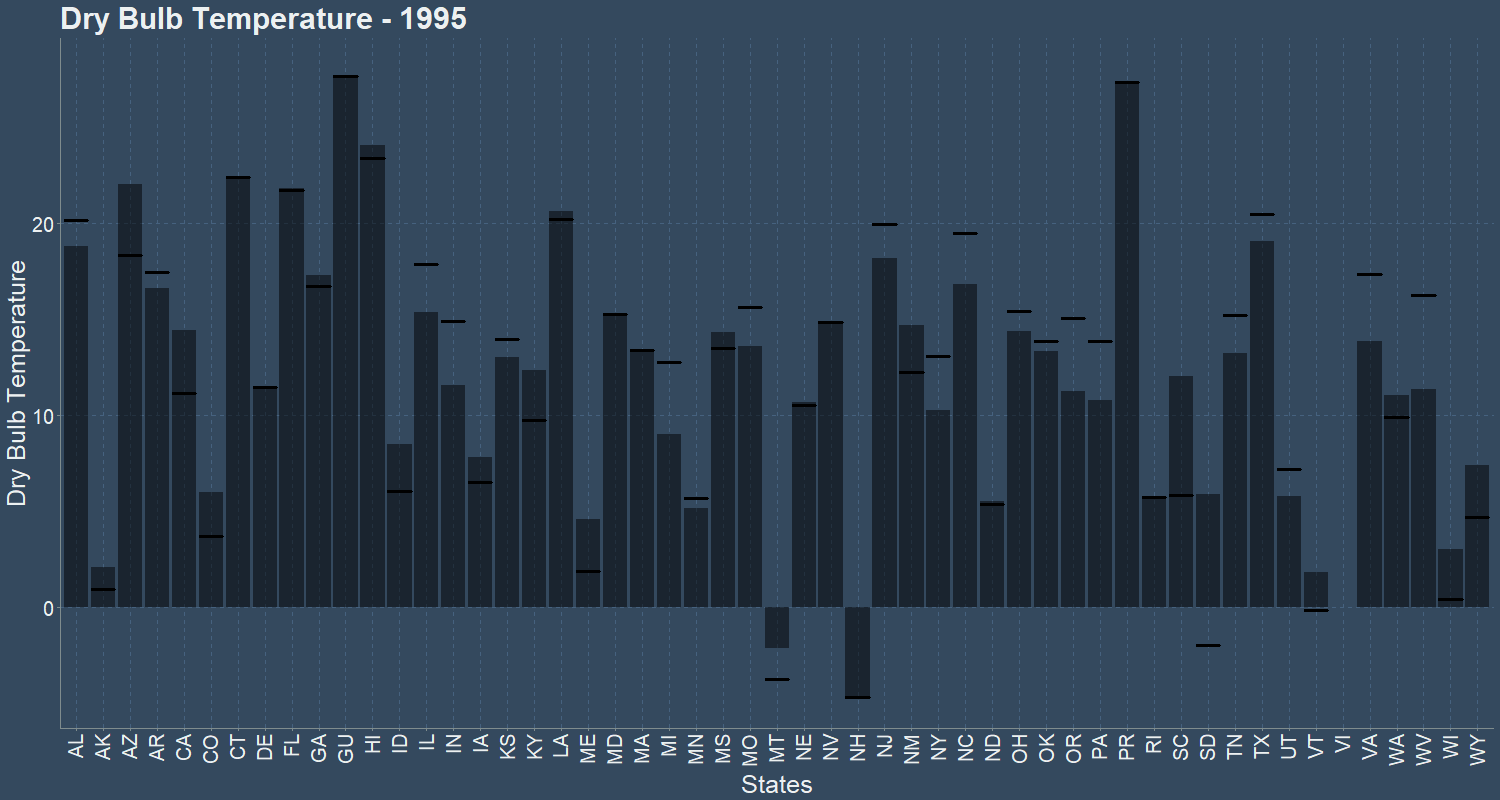 Dry Bulb Temperature - 1995
Dry Bulb Temperature
20
10
0
AL AK AZ AR CA CO CT DE FL GA GU HI ID IL IN IA KS KY LA ME MD MA MI MN MS MO MT NE NV NH NJ NM NY NC ND OH OK OR PA PR RI SC SD TN TX UT VT VI VA WA WV WI WY
States